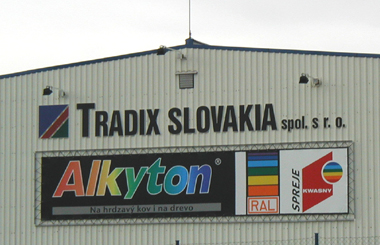 TRADIX SLOVAKIA spol. s r. o.
Alkyton®
Na hrdzavý kov i na drevo
RAL
SPREJE
KWASNY